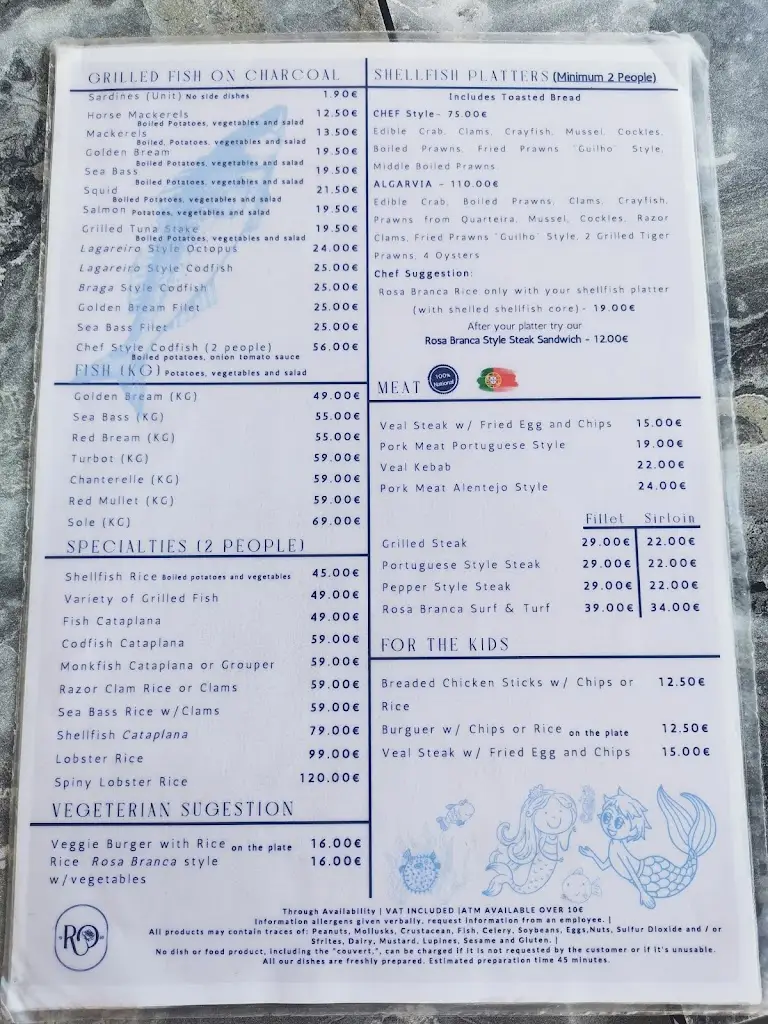 GRILLED FISH ON CHARCOAL
Sardines (Unit) No side dishes 1.90€
Horse Mackerels 12.50€
Boiled Potatoes, vegetables and salad
Mackerels 13.50€
Boiled, Potatoes, vegetables and salad
Golden Bream 19.50€
Boiled Potatoes, vegetables and salad
Sea Bass 19.50€
Boiled Potatoes, vegetables and salad
Squid 21.50€
Boiled Potatoes, vegetables and salad
Salmon Potatoes, vegetables and salad 19.50€
Grilled Tuna Stake 19.50€
Boiled Potatoes, vegetables and salad
Lagareiro Style Octopus 24.00€
Lagareiro Style Codfish 25.00€
Braga Style Codfish 25.00€
Golden Bream Filet 25.00€
Sea Bass Filet 25.00€
Chef Style Codfish (2 people) 56.00€
Boiled potatoes, onion tomato sauce
FISH (KG) Potatoes, vegetables and salad
Golden Bream (KG) 49.00€
Sea Bass (KG) 55.00€
Red Bream (KG) 55.00€
Turbot (KG) 59.00€
Chanterelle (KG) 59.00€
Red Mullet (KG) 59.00€
Sole (KG) 69.00€
SPECIALTIES (2 PEOPLE)
Shellfish Rice Boiled potatoes and vegetables 45.00€
Variety of Grilled Fish 49.00€
Fish Cataplana 49.00€
Codfish Cataplana 59.00€
Monkfish Cataplana or Grouper 59.00€
Razor Clam Rice or Clams 59.00€
Sea Bass Rice w/Clams 59.00€
Shellfish Cataplana 79.00€
Lobster Rice 99.00€
Spiny Lobster Rice 120.00€
VEGETERIAN SUGESTION
Veggie Burger with Rice on the plate 16.00€
Rice Rosa Branca style 16.00€
w/vegetables
SHELLFISH PLATTERS (Minimum 2 People)
Includes Toasted Bread
CHEF Style- 75.00€
Edible Crab, Clams, Crayfish, Mussel, Cockles,
Boiled Prawns, Fried Prawns "Guilho" Style,
Middle Boiled Prawns
ALGARVIA - 110.00€
Edible Crab, Boiled Prawns, Clams, Crayfish,
Prawns from Quarteira, Mussel, Cockles, Razor
Clams, Fried Prawns "Guilho" Style, 2 Grilled Tiger
Prawns, 4 Oysters
Chef Suggestion:
Rosa Branca Rice only with your shellfish platter
(with shelled shellfish core)- 19.00€
After your platter try our
Rosa Branca Style Steak Sandwich - 12.00€
MEAT 100% National
Veal Steak w/ Fried Egg and Chips 15.00€
Pork Meat Portuguese Style 19.00€
Veal Kebab 22.00€
Pork Meat Alentejo Style 24.00€
Fillet Sirloin
Grilled Steak 29.00€ 22.00€
Portuguese Style Steak 29.00€ 22.00€
Pepper Style Steak 29.00€ 22.00€
Rosa Branca Surf & Turf 39.00€ 34.00€
FOR THE KIDS
Breaded Chicken Sticks w/ Chips or 12.50€
Rice
Burguer w/ Chips or Rice on the plate 12.50€
Veal Steak w/ Fried Egg and Chips 15.00€
R
Through Availability | VAT INCLUDED |ATM AVAILABLE OVER 10€
Information allergens given verbally, request information from an employee. |
All products may contain traces of: Peanuts, Mollusks, Crustacean, Fish, Celery, Soybeans, Eggs,Nuts, Sulfur Dioxide and / or
Sfrites, Dairy, Mustard, Lupines, Sesame and Gluten. |
No dish or food product, including the "couvert," can be charged if it is not requested by the customer or if it's unusable.
All our dishes are freshly prepared. Estimated preparation time 45 minutes.